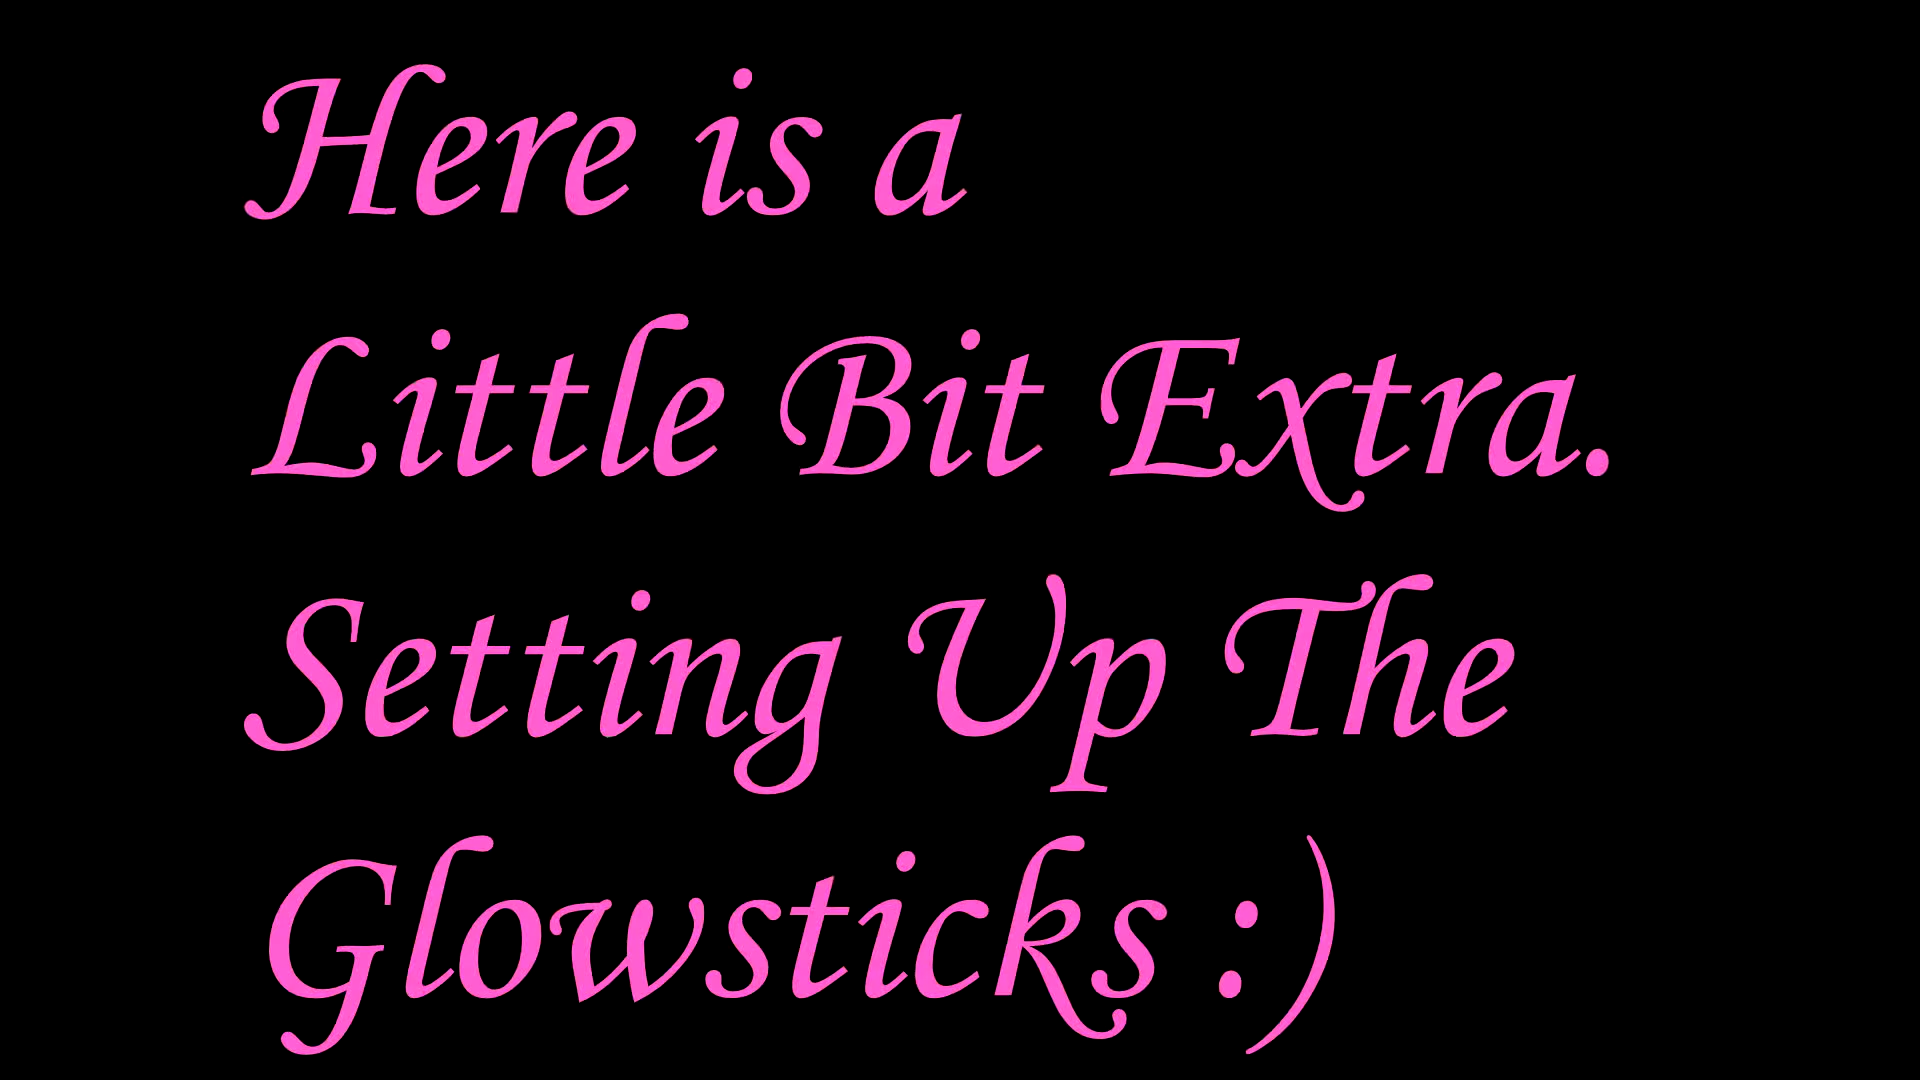 Here is a
Little Bit Extra.
Setting Up The
Glowsticks :)